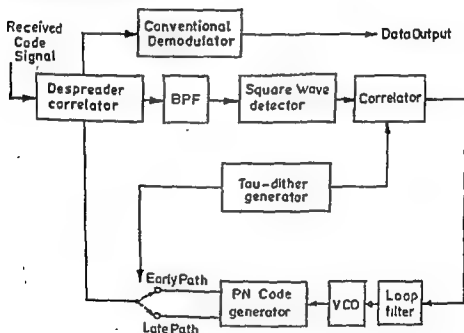 Received
Code
Signal
Conventional
Demodulator
Data Output
Despreader
correlator
BPF
Square Wave
detector
Correlator
Tau-dither
generator
Early Path
Late Path
PN Code
generator
VCO
Loop
filter